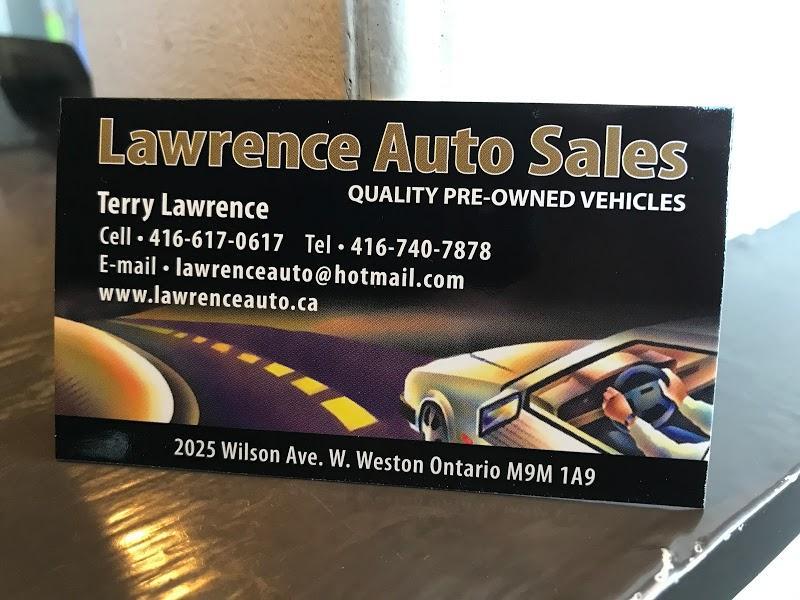 Lawrence Auto Sales
QUALITY PRE-OWNED VEHICLES
Terry Lawrence
Cell • 416-617-0617 Tel • 416-740-7878
E-mail • lawrenceauto@hotmail.com
www.lawrenceauto.ca
2025 Wilson Ave. W. Weston Ontario M9M 1A9